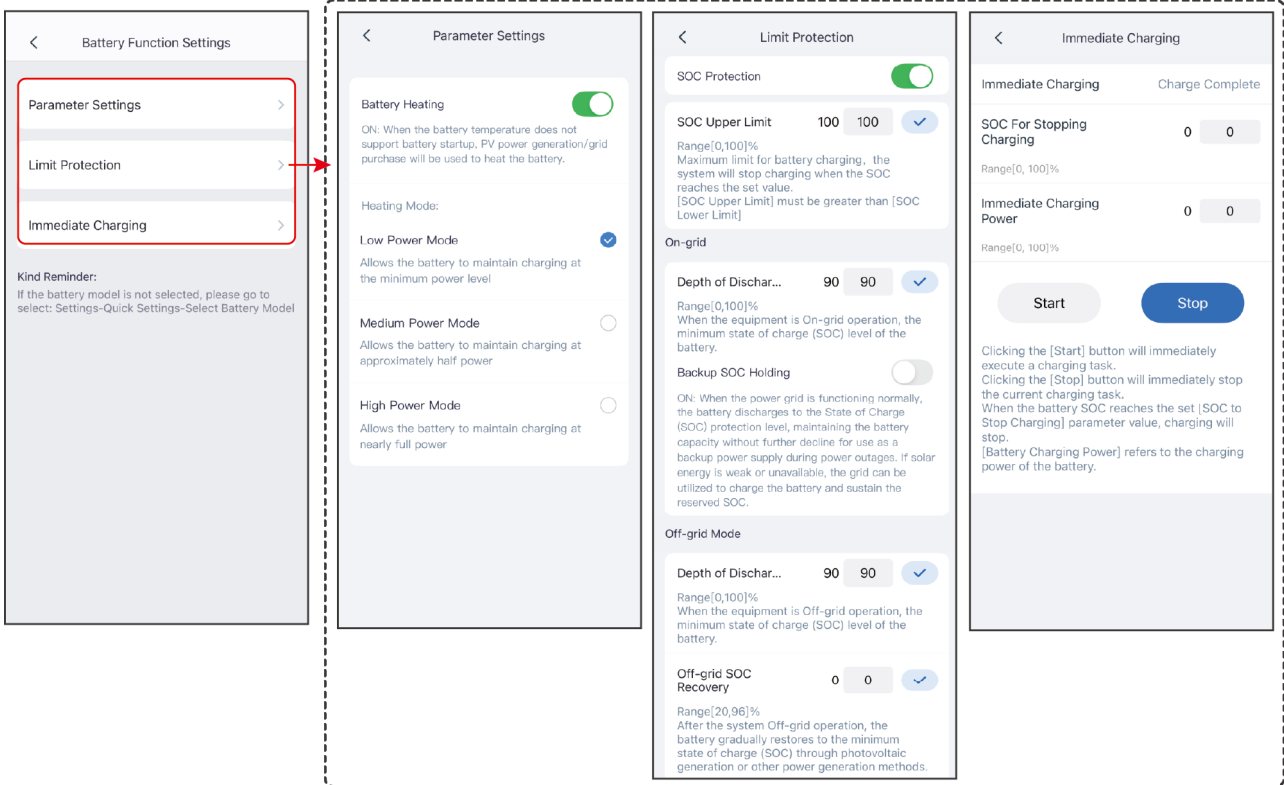 Battery Function Settings
Parameter Settings
Limit Protection
Immediate Charging
Kind Reminder:
If the battery model is not selected, please go to
select: Settings-Quick Settings-Select Battery Model
Parameter Settings
Battery Heating
ON: When the battery temperature does not
support battery startup, PV power generation/grid
purchase will be used to heat the battery.
Heating Mode:
Low Power Mode
Allows the battery to maintain charging at
the minimum power level
Medium Power Mode
Allows the battery to maintain charging at
approximately half power
High Power Mode
Allows the battery to maintain charging at
nearly full power
Limit Protection
SOC Protection
SOC Upper Limit 100 100
Range[0,100]%
Maximum limit for battery charging, the
system will stop charging when the SOC
reaches the set value.
[SOC Upper Limit] must be greater than [SOC
Lower Limit]
On-grid
Depth of Dischar... 90 90
Range[0,100]%
When the equipment is On-grid operation, the
minimum state of charge (SOC) level of the
battery.
Backup SOC Holding
ON: When the power grid is functioning normally,
the battery discharges to the State of Charge
(SOC) protection level, maintaining the battery
capacity without further decline for use as a
backup power supply during power outages. If solar
energy is weak or unavailable, the grid can be
utilized to charge the battery and sustain the
reserved SOC.
Off-grid Mode
Depth of Dischar... 90 90
Range[0,100]%
When the equipment is Off-grid operation, the
minimum state of charge (SOC) level of the
battery.
Off-grid SOC
Recovery 0 0
Range[20,96]%
After the system Off-grid operation, the
battery gradually restores to the minimum
state of charge (SOC) through photovoltaic
generation or other power generation methods.
Immediate Charging
Immediate Charging Charge Complete
SOC For Stopping
Charging 0 0
Range[0, 100]%
Immediate Charging
Power 0 0
Range[0, 100]%
Start Stop
Clicking the [Start] button will immediately
execute a charging task.
Clicking the [Stop] button will immediately stop
the current charging task.
When the battery SOC reaches the set [SOC to
Stop Charging] parameter value, charging will
stop.
[Battery Charging Power] refers to the charging
power of the battery.